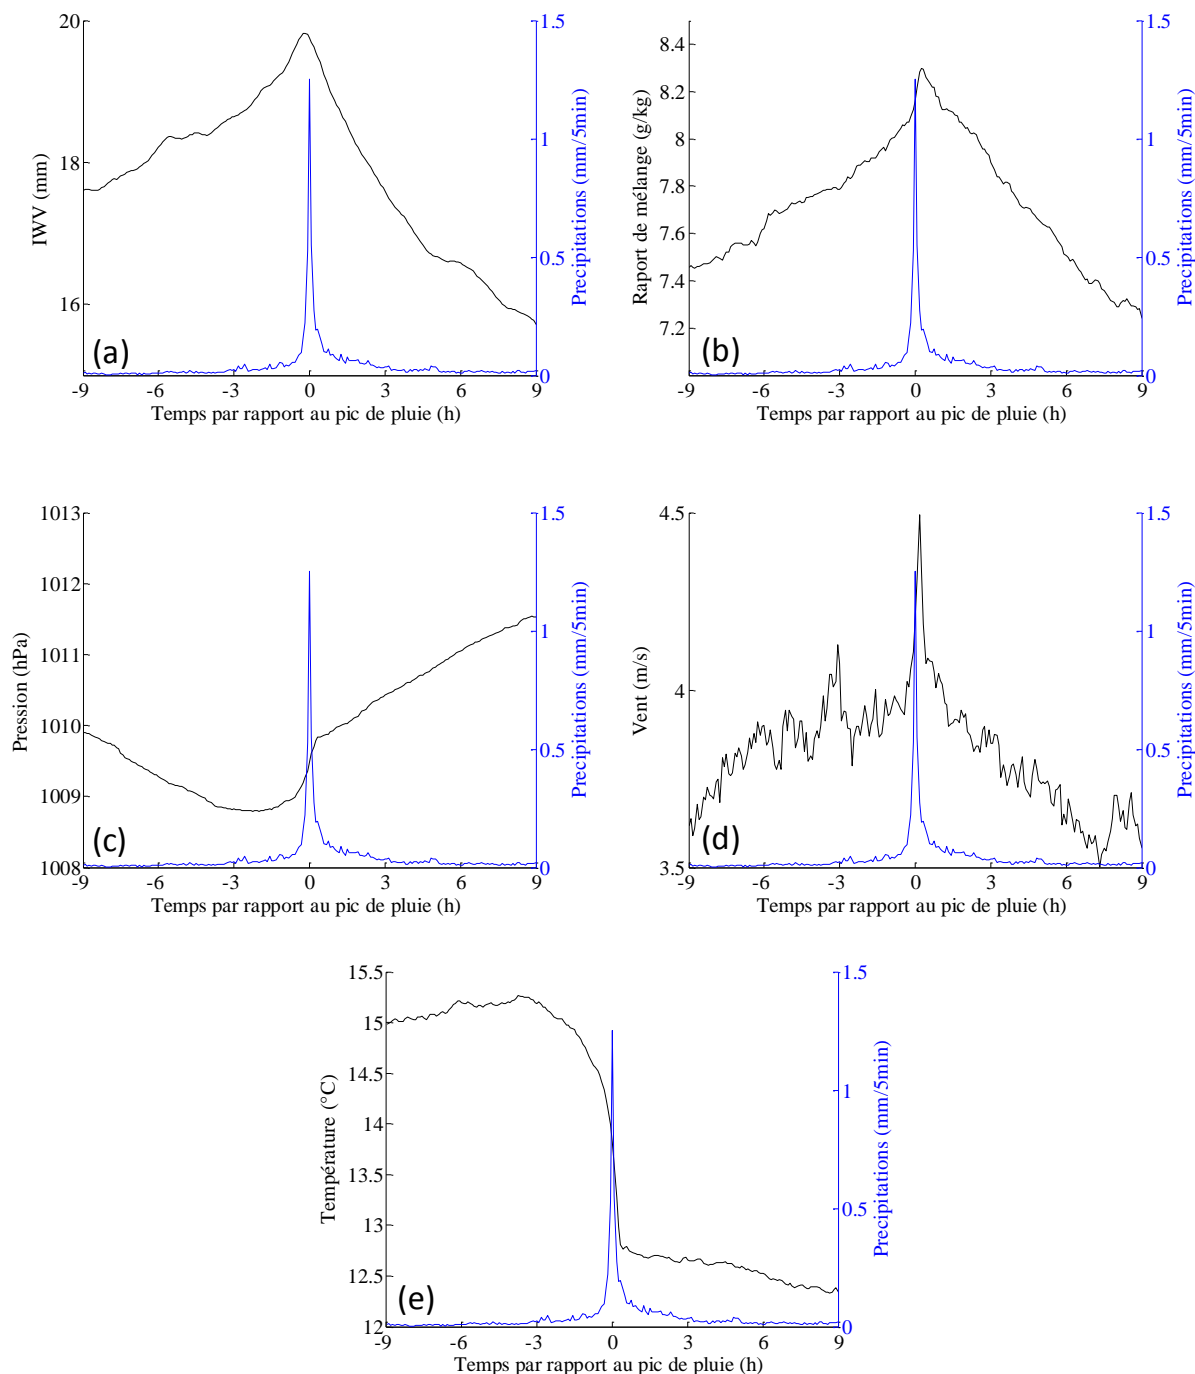 20
18
16
IWV (mm)
1.5
1
0.5
0
Precipitations (mm/5min)
(a)
-9 -6 -3 0 3 6 9
Temps par rapport au pic de pluie (h)
8.4
8.2
8
7.8
7.6
7.4
7.2
Raport de mélange (g/kg)
1.5
1
0.5
0
Precipitations (mm/5min)
(b)
-9 -6 -3 0 3 6 9
Temps par rapport au pic de pluie (h)
1013
1012
1011
1010
1009
1008
Pression (hPa)
1.5
1
0.5
0
Precipitations (mm/5min)
(c)
-9 -6 -3 0 3 6 9
Temps par rapport au pic de pluie (h)
4.5
4
3.5
Vent (m/s)
1.5
1
0.5
0
Precipitations (mm/5min)
(d)
-9 -6 -3 0 3 6 9
Temps par rapport au pic de pluie (h)
15.5
15
14.5
14
13.5
13
12.5
12
Température (°C)
1.5
1
0.5
0
Precipitations (mm/5min)
(e)
-9 -6 -3 0 3 6 9
Temps par rapport au pic de pluie (h)